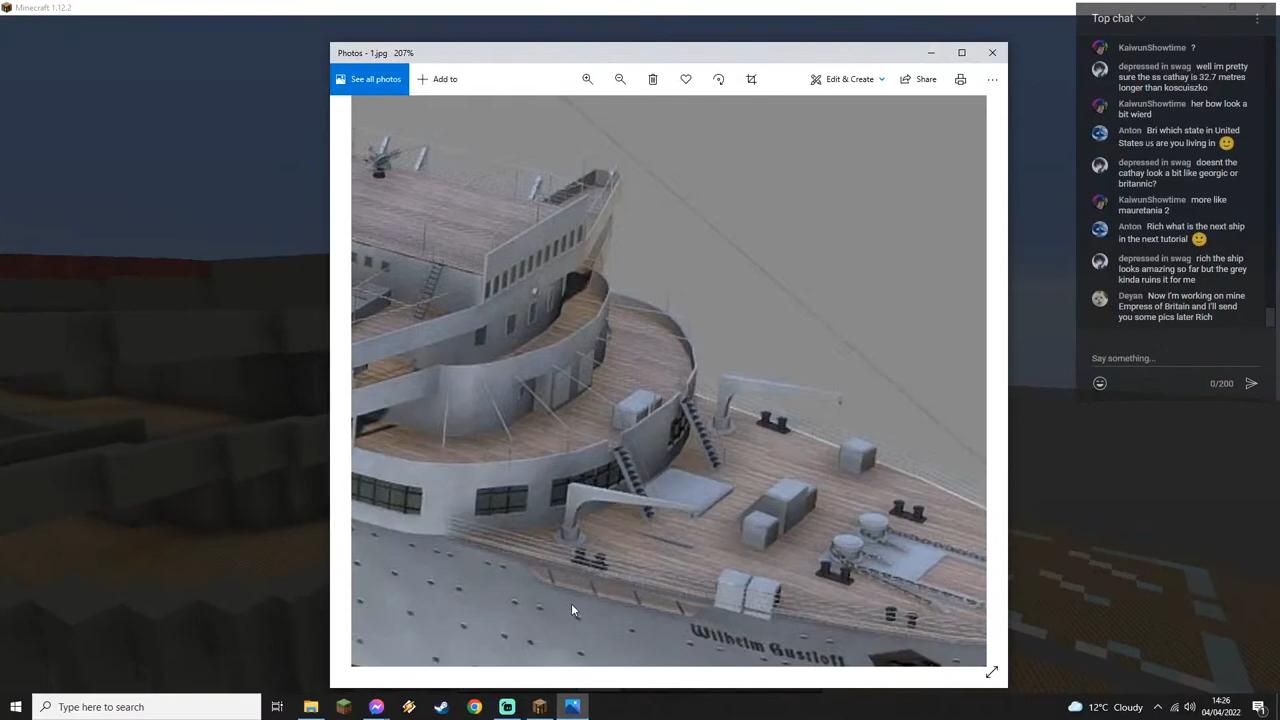 Minecraft 1.12.2
Photos - 1.jpg 207%
See all photos
Add to
Edit & Create
Share
Wilhelm Gustloff
Top chat
KaiwunShowtime ?
depressed in swag well im pretty
sure the ss cathay is 32.7 metres
longer than koscuiszko
KaiwunShowtime her bow look a
bit wierd
Anton Bri which state in United
States us are you living in
depressed in swag doesnt the
cathay look a bit like georgic or
britannic?
KaiwunShowtime more like
mauretania 2
Anton Rich what is the next ship
in the next tutorial
depressed in swag rich the ship
looks amazing so far but the grey
kinda ruins it for me
Deyan Now I'm working on mine
Empress of Britain and I'll send
you some pics later Rich
Say something...
0/200
Type here to search
12°C Cloudy
14:26
04/04/2022